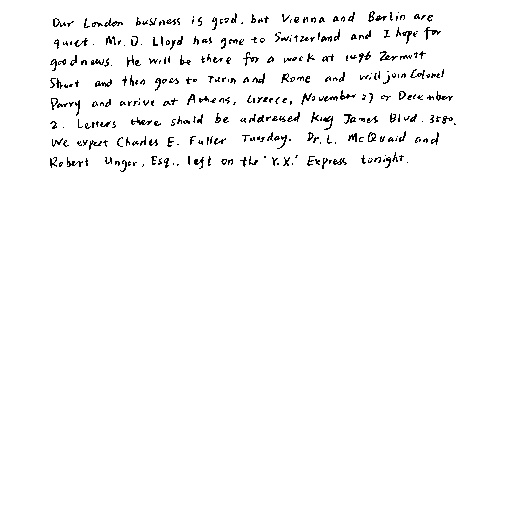 Our London business is good, but Vienna and Berlin are
quiet. Mr. D. Lloyd has gone to Switzerland and I hope for
good news. He will be there for a week at 1496 Zermott
Street and then goes to Turin and Rome and will join Colonel
Parry and arrive at Athens, Greece, November 27 or December
2. Letters there should be addressed King James Blvd. 3580.
We expect Charles E. Fuller Tuesday. Dr. L. McQuaid and
Robert Unger, Esq., left on the 'Y.X.' Express tonight.